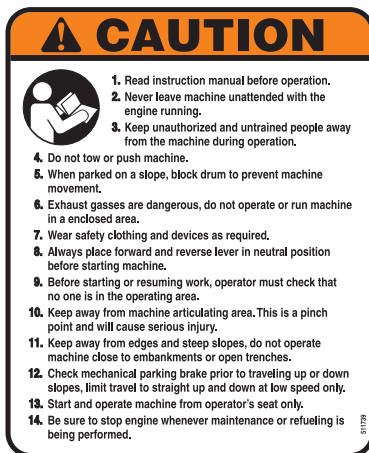 CAUTION
1. Read instruction manual before operation.
2. Never leave machine unattended with the
engine running.
3. Keep unauthorized and untrained people away
from the machine during operation.
4. Do not tow or push machine.
5. When parked on a slope, block drum to prevent machine
movement.
6. Exhaust gasses are dangerous, do not operate or run machine
in a enclosed area.
7. Wear safety clothing and devices as required.
8. Always place forward and reverse lever in neutral position
before starting machine.
9. Before starting or resuming work, operator must check that
no one is in the operating area.
10. Keep away from machine articulating area. This is a pinch
point and will cause serious injury.
11. Keep away from edges and steep slopes, do not operate
machine close to embankments or open trenches.
12. Check mechanical parking brake prior to traveling up or down
slopes, limit travel to straight up and down at low speed only.
13. Start and operate machine from operator's seat only.
14. Be sure to stop engine whenever maintenance or refueling is
being performed.
511739